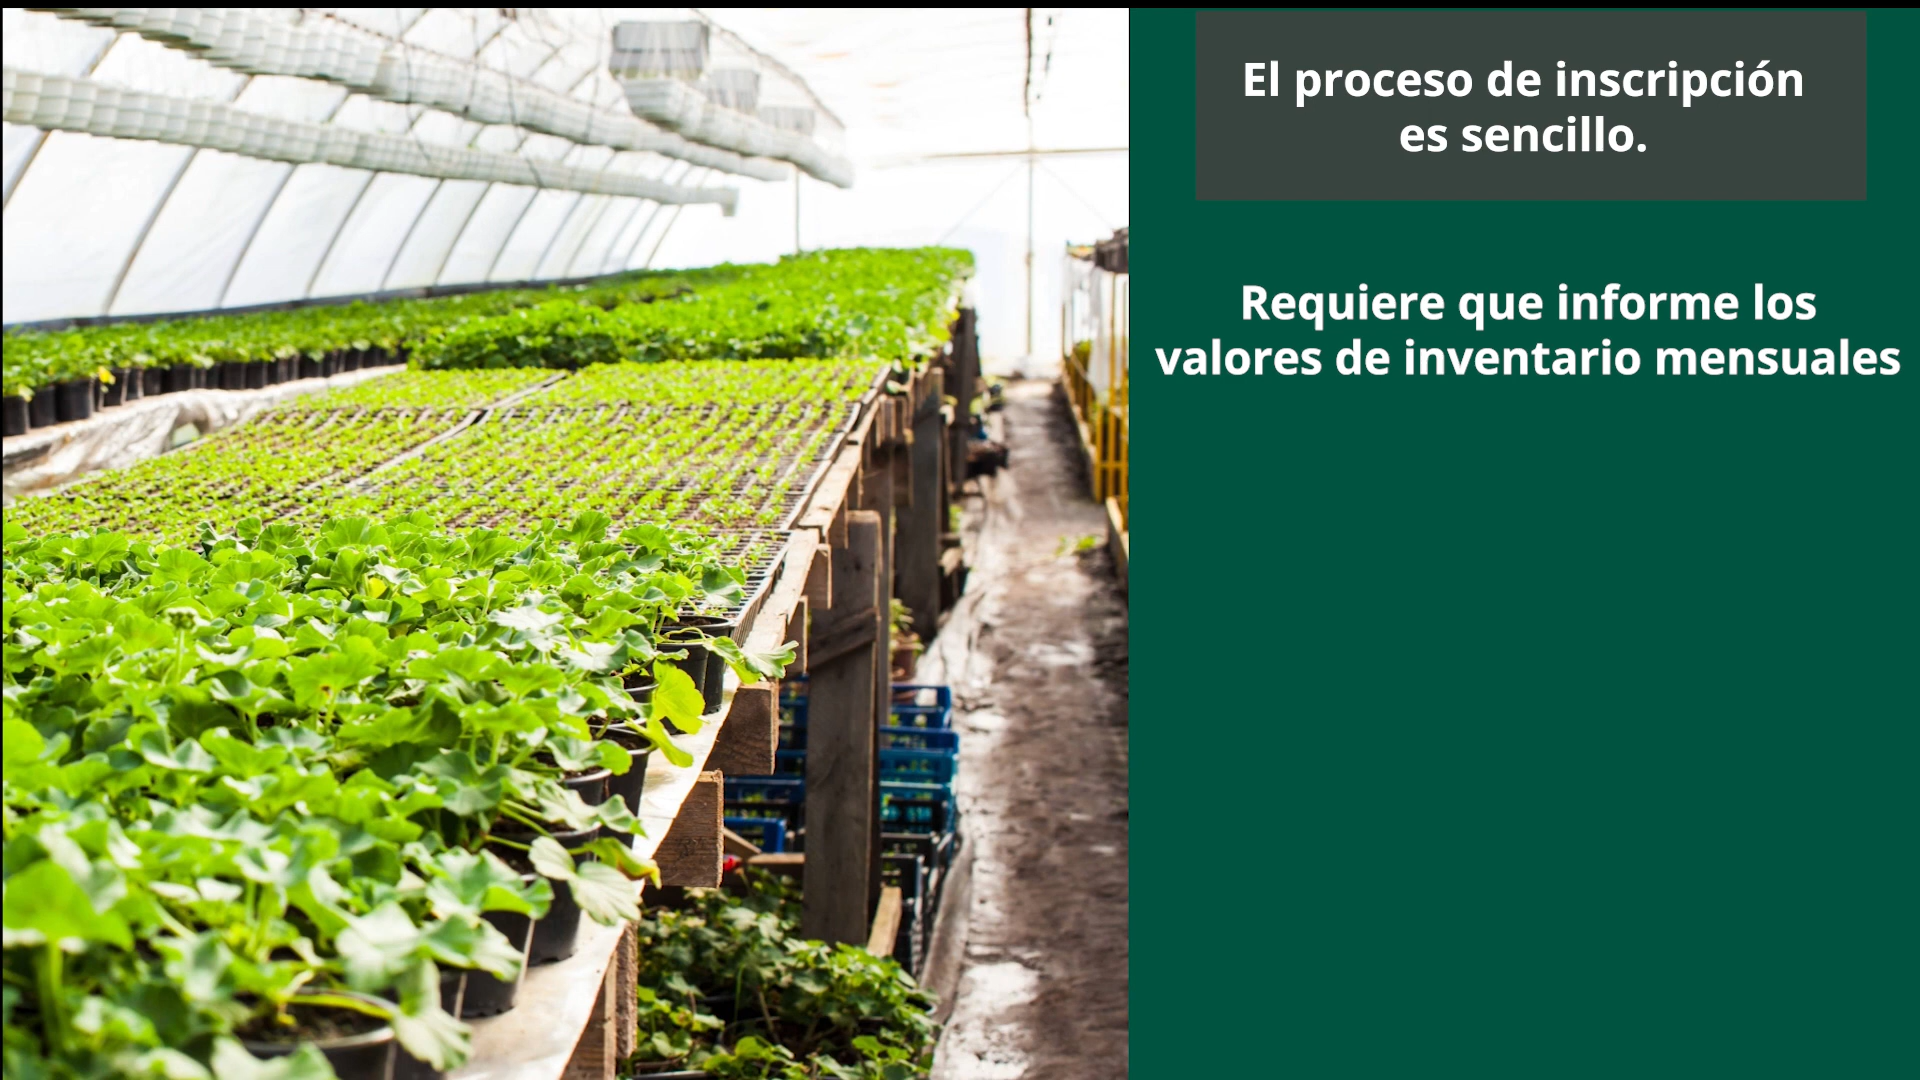 El proceso de inscripción
es sencillo.
Requiere que informe los
valores de inventario mensuales